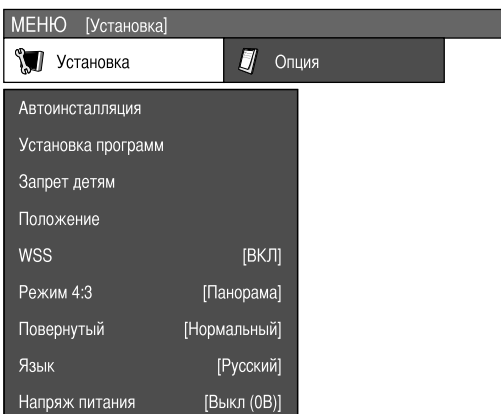 МЕНЮ [Установка]
Установка Опция
Автоинсталляция
Установка программ
Запрет детям
Положение
WSS [ВКЛ]
Режим 4:3 [Панорама]
Повернутый [Нормальный]
Язык [Русский]
Напряж питания [Выкл (0В)]